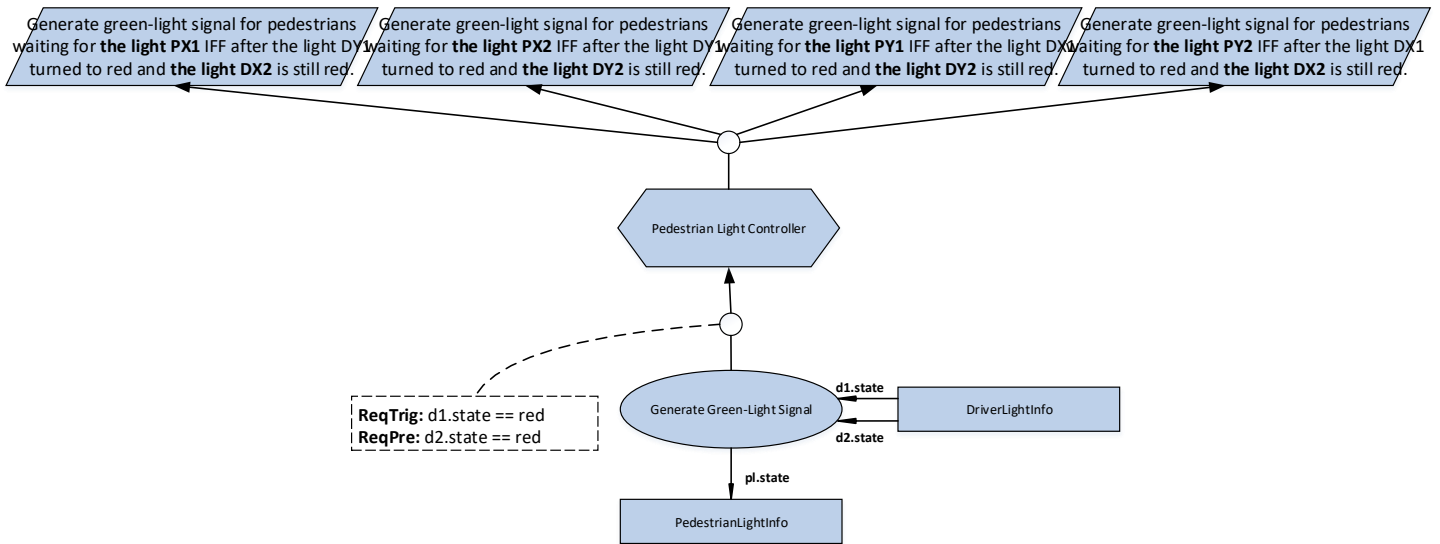 Generate green-light signal for pedestrians
waiting for the light PX1 IFF after the light DY1
turned to red and the light DX2 is still red.
Generate green-light signal for pedestrians
waiting for the light PX2 IFF after the light DY1
turned to red and the light DY2 is still red.
Generate green-light signal for pedestrians
waiting for the light PY1 IFF after the light DX1
turned to red and the light DY2 is still red.
Generate green-light signal for pedestrians
waiting for the light PY2 IFF after the light DX1
turned to red and the light DX2 is still red.
Pedestrian Light Controller
ReqTrig: d1.state == red
ReqPre: d2.state == red
Generate Green-Light Signal
d1.state
d2.state
DriverLightInfo
pl.state
PedestrianLightInfo